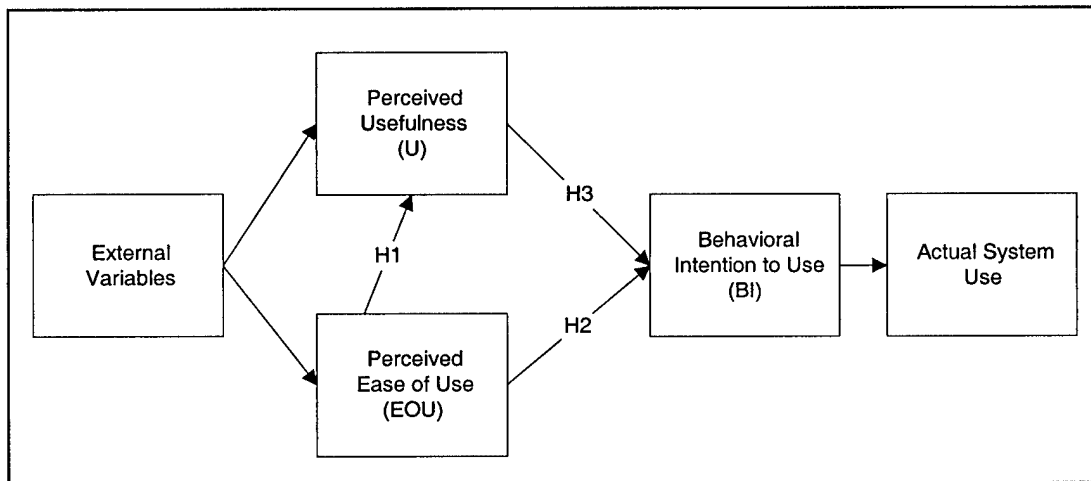 Perceived
Usefulness
(U)
H3
External
Variables
H1
Behavioral
Intention to Use
(BI)
Actual System
Use
H2
Perceived
Ease of Use
(EOU)